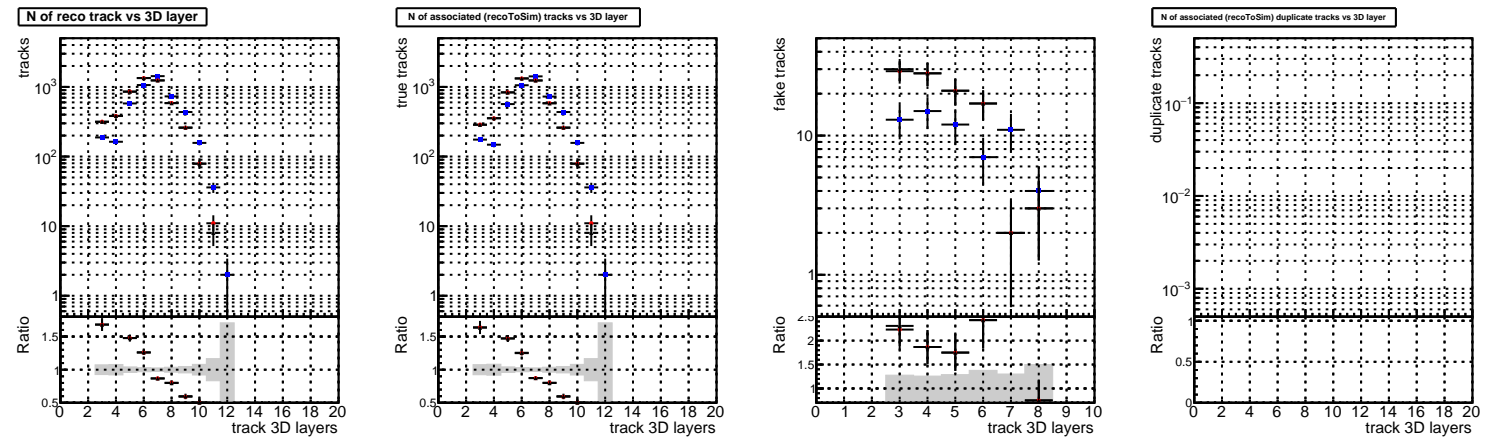 N of reco track vs 3D layer
tracks
10³
10²
10
1
Ratio
1.5
1
0.5
0 2 4 6 8 10 12 14 16 18 20
track 3D layers
N of associated (recoToSim) tracks vs 3D layer
true tracks
10³
10²
10
1
Ratio
1.5
1
0.5
0 2 4 6 8 10 12 14 16 18 20
track 3D layers
fake tracks
10
1
Ratio
2.5
2
1.5
1
0 1 2 3 4 5 6 7 8 9 10
track 3D layers
N of associated (recoToSim) duplicate tracks vs 3D layer
duplicate tracks
10⁻¹
10⁻²
10⁻³
Ratio
1
0.5
0
0 2 4 6 8 10 12 14 16 18 20
track 3D layers